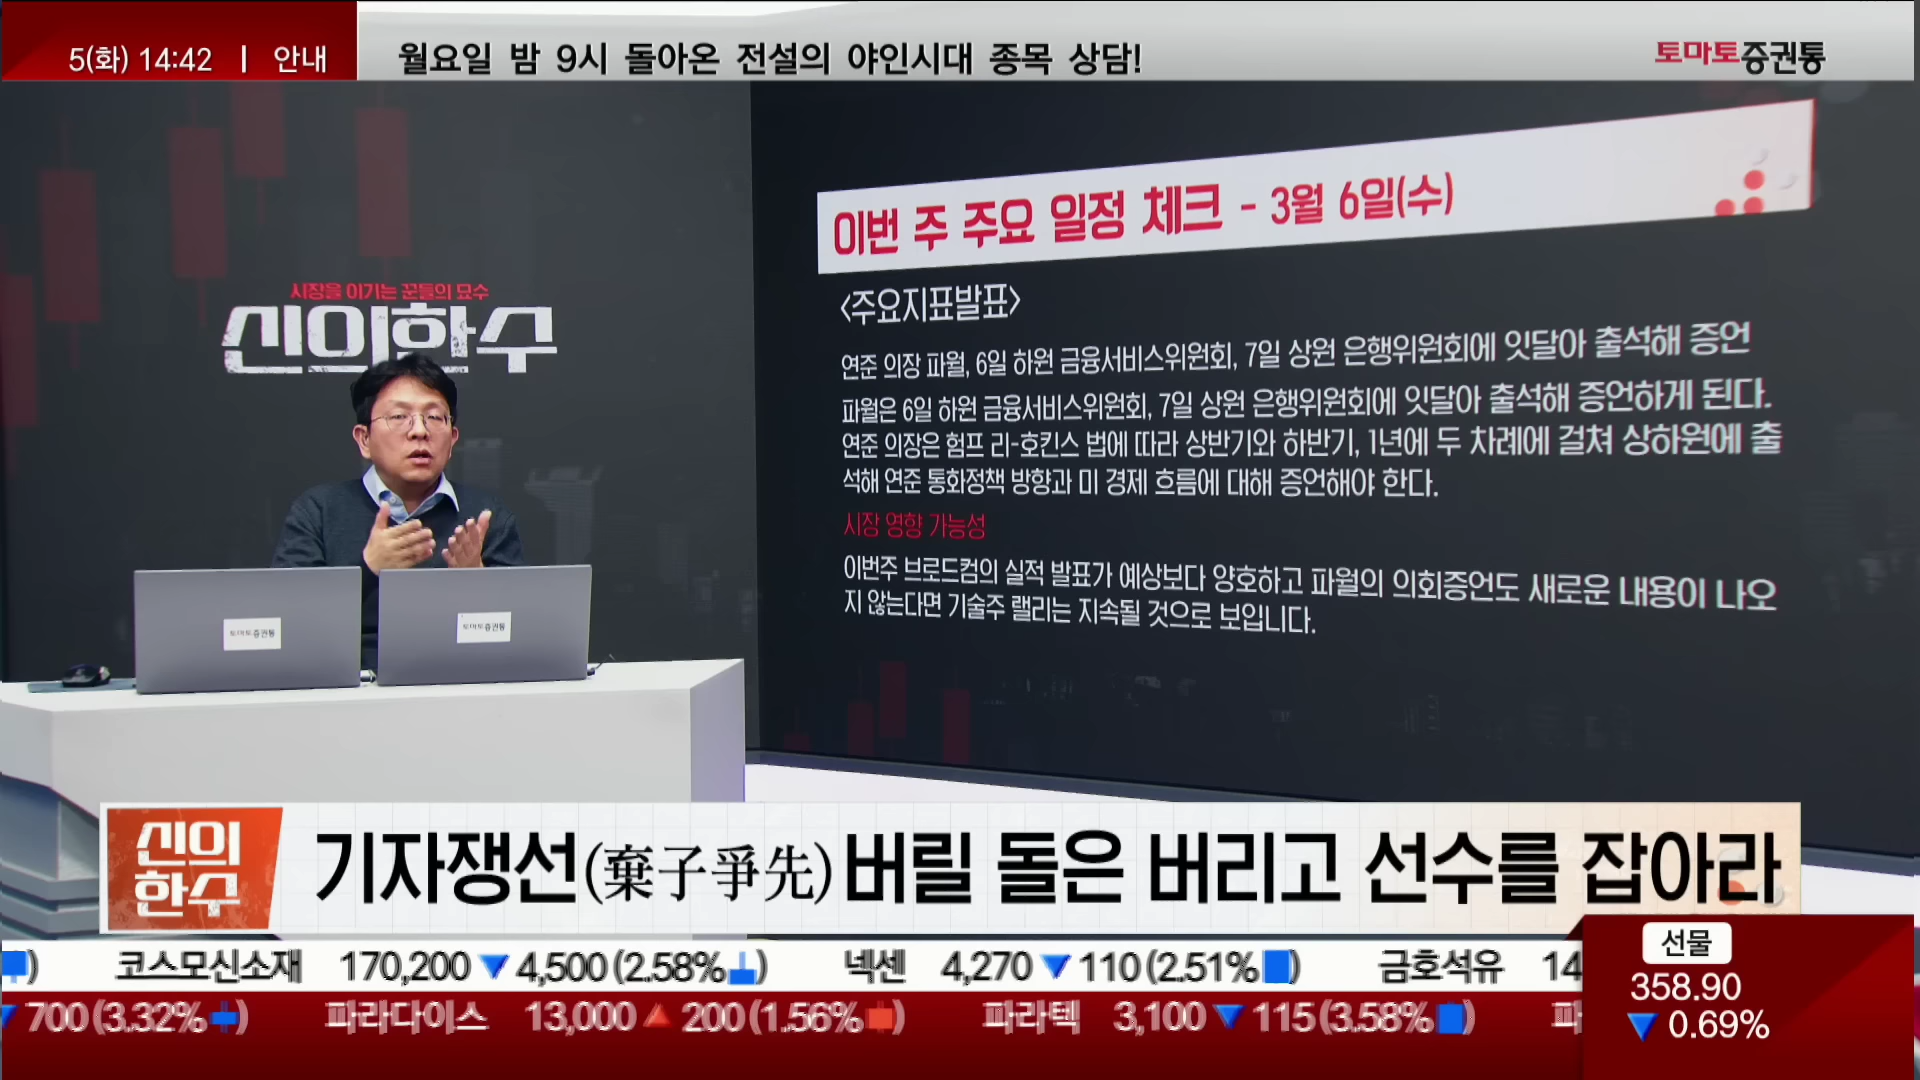 5(화) 14:42 | 안내
월요일 밤 9시 돌아온 전설의 야인시대 종목 상담!
토마토증권통
시장을 이기는 꾼들의 묘수
신의한수
이번 주 주요 일정 체크 - 3월 6일(수)
<주요지표발표>
연준 의장 파월, 6일 하원 금융서비스위원회, 7일 상원 은행위원회에 잇달아 출석해 증언
파월은 6일 하원 금융서비스위원회, 7일 상원 은행위원회에 잇달아 출석해 증언하게 된다.
연준 의장은 험프 리-호킨스 법에 따라 상반기와 하반기, 1년에 두 차례에 걸쳐 상하원에 출
석해 연준 통화정책 방향과 미 경제 흐름에 대해 증언해야 한다.
시장 영향 가능성
이번주 브로드컴의 실적 발표가 예상보다 양호하고 파월의 의회증언도 새로운 내용이 나오
지 않는다면 기술주 랠리는 지속될 것으로 보입니다.
토마토증권통
토마토증권통
신의
한수
기자쟁선(棄子爭先) 버릴 돌은 버리고 선수를 잡아라
) 코스모신소재 170,200 ▼ 4,500 (2.58%) 넥센 4,270 ▼ 110 (2.51%) 금호석유 14
▼ 700 (3.32%) 파라다이스 13,000 ▲ 200 (1.56%) 파라텍 3,100 ▼ 115 (3.58%) 파
선물
358.90
▼ 0.69%